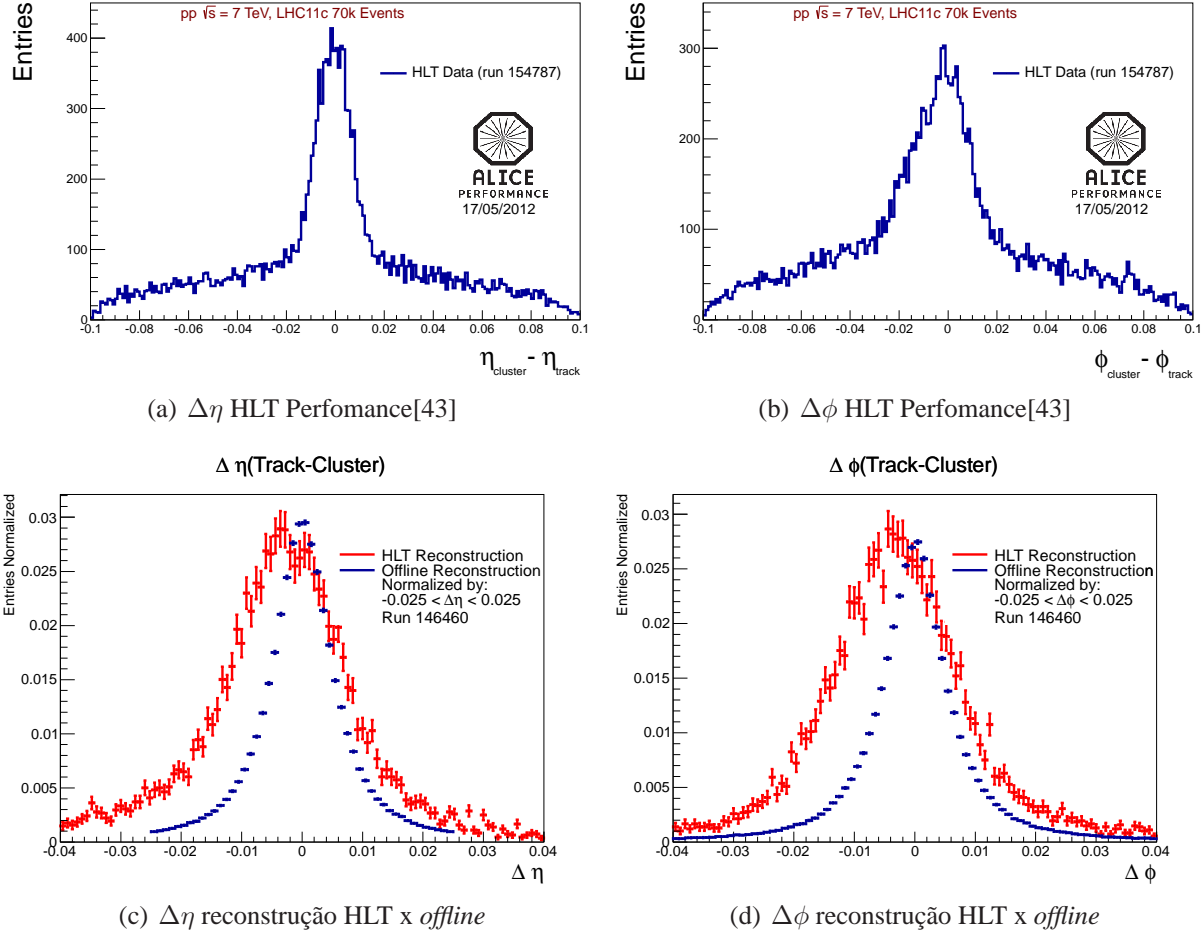 pp √s = 7 TeV, LHC11c 70k Events
Entries
400
300
200
100
0
HLT Data (run 154787)
ALICE
PERFORMANCE
17/05/2012
-0.1 -0.08 -0.06 -0.04 -0.02 0 0.02 0.04 0.06 0.08 0.1
η_cluster - η_track
(a) Δη HLT Perfomance[43]
pp √s = 7 TeV, LHC11c 70k Events
Entries
300
200
100
0
HLT Data (run 154787)
ALICE
PERFORMANCE
17/05/2012
-0.1 -0.08 -0.06 -0.04 -0.02 0 0.02 0.04 0.06 0.08 0.1
ϕ_cluster - ϕ_track
(b) Δϕ HLT Perfomance[43]
Δ η(Track-Cluster)
Entries Normalized
0.03
0.025
0.02
0.015
0.01
0.005
0
HLT Reconstruction
Offline Reconstruction
Normalized by:
-0.025 < Δη < 0.025
Run 146460
-0.04 -0.03 -0.02 -0.01 0 0.01 0.02 0.03 0.04
Δ η
(c) Δη reconstrução HLT x offline
Δ ϕ(Track-Cluster)
Entries Normalized
0.03
0.025
0.02
0.015
0.01
0.005
0
HLT Reconstruction
Offline Reconstruction
Normalized by:
-0.025 < Δϕ < 0.025
Run 146460
-0.04 -0.03 -0.02 -0.01 0 0.01 0.02 0.03 0.04
Δ ϕ
(d) Δϕ reconstrução HLT x offline